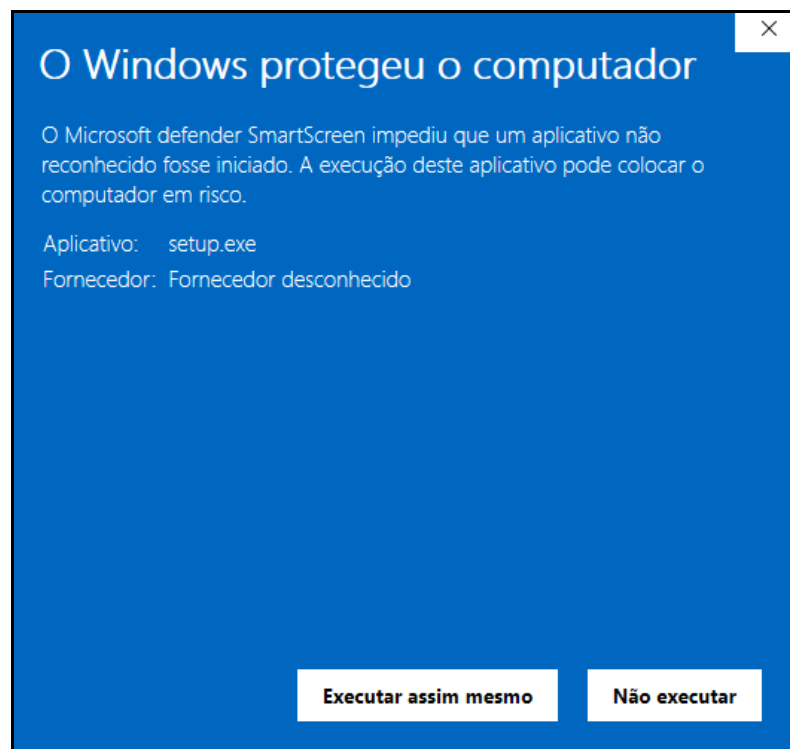 O Windows protegeu o computador
O Microsoft defender SmartScreen impediu que um aplicativo não
reconhecido fosse iniciado. A execução deste aplicativo pode colocar o
computador em risco.
Aplicativo: setup.exe
Fornecedor: Fornecedor desconhecido
Executar assim mesmo Não executar